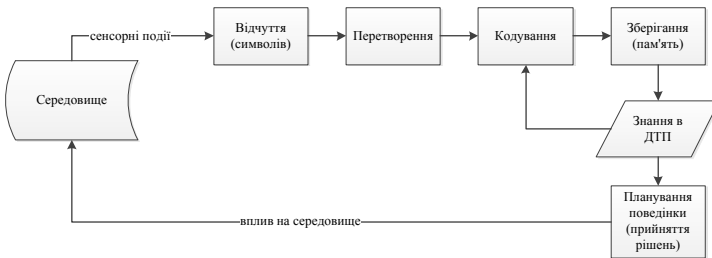 сенсорні події
Відчуття
(символів)
Перетворення
Кодування
Зберігання
(пам'ять)
Середовище
Знання в
ДТП
Планування
поведінки
(прийняття
рішень)
вплив на середовище